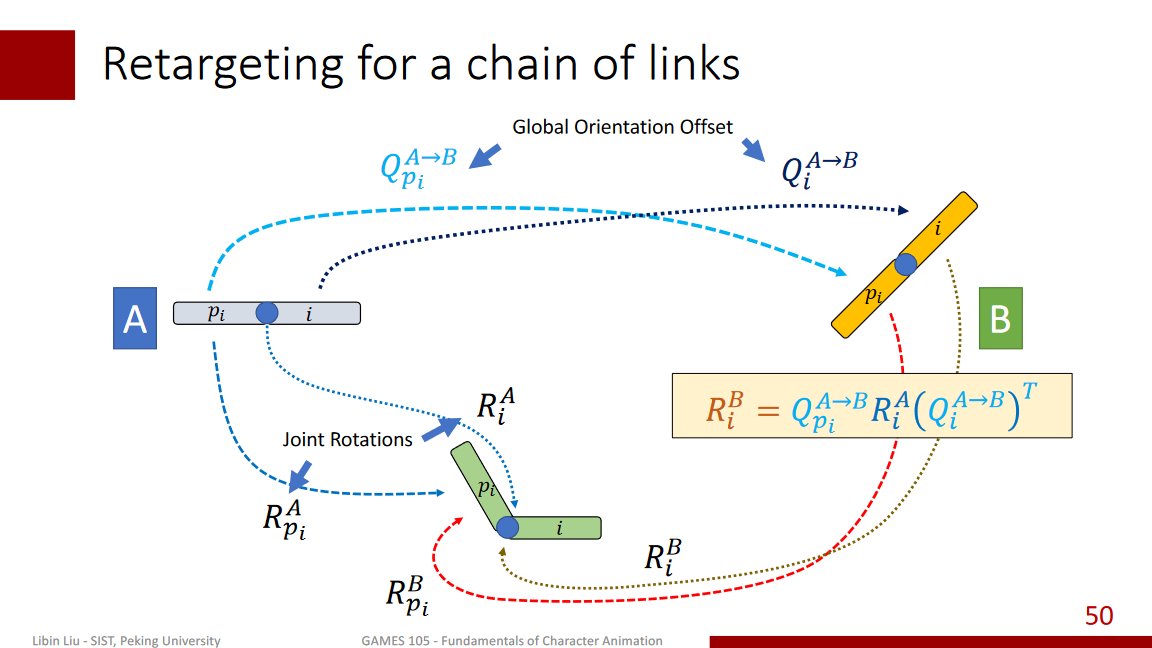 Retargeting for a chain of links
Global Orientation Offset
$Q_{p_i}^{A \to B}$
$Q_i^{A \to B}$
i
p_i
A
p_i i
B
$R_i^B = Q_{p_i}^{A \to B} R_i^A \left( Q_i^{A \to B} \right)^T$
$R_i^A$
Joint Rotations
p_i
$R_{p_i}^A$
i
$R_i^B$
$R_{p_i}^B$
50
Libin Liu - SIST, Peking University
GAMES 105 - Fundamentals of Character Animation